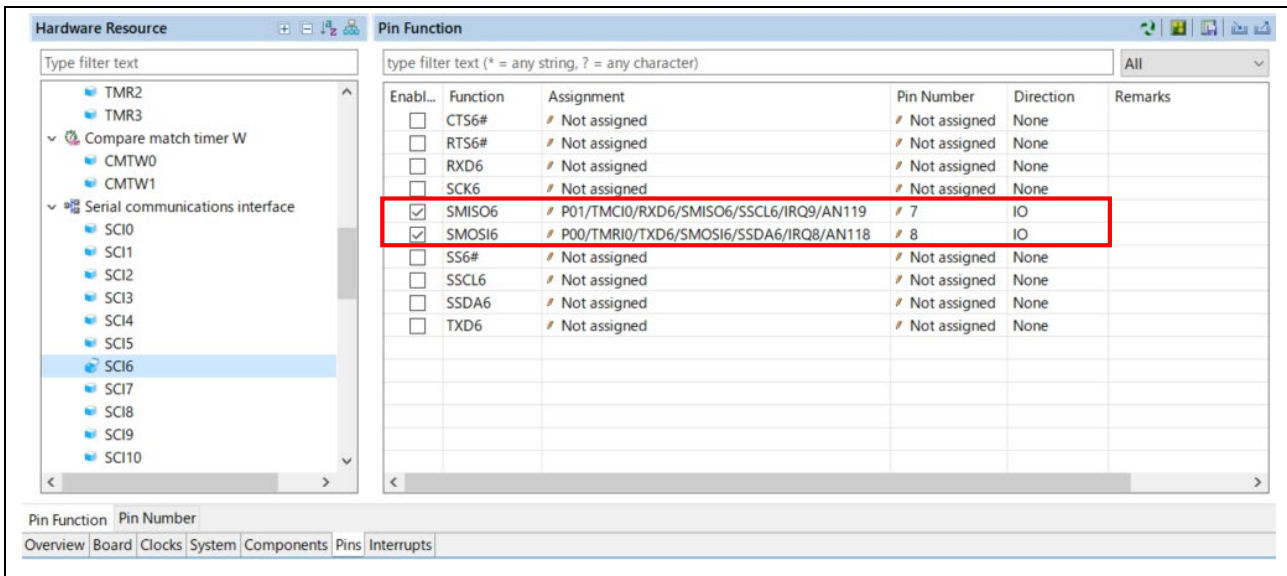 Hardware Resource
Type filter text
TMR2
TMR3
Compare match timer W
CMTW0
CMTW1
Serial communications interface
SCI0
SCI1
SCI2
SCI3
SCI4
SCI5
SCI6
SCI7
SCI8
SCI9
SCI10
Pin Function
type filter text (* = any string, ? = any character) All
Enabl... Function Assignment Pin Number Direction Remarks
CTS6# Not assigned Not assigned None
RTS6# Not assigned Not assigned None
RXD6 Not assigned Not assigned None
SCK6 Not assigned Not assigned None
SMISO6 P01/TMCI0/RXD6/SMISO6/SSCL6/IRQ9/AN119 7 IO
SMOSI6 P00/TMRI0/TXD6/SMOSI6/SSDA6/IRQ8/AN118 8 IO
SS6# Not assigned Not assigned None
SSCL6 Not assigned Not assigned None
SSDA6 Not assigned Not assigned None
TXD6 Not assigned Not assigned None
Pin Function Pin Number
Overview Board Clocks System Components Pins Interrupts